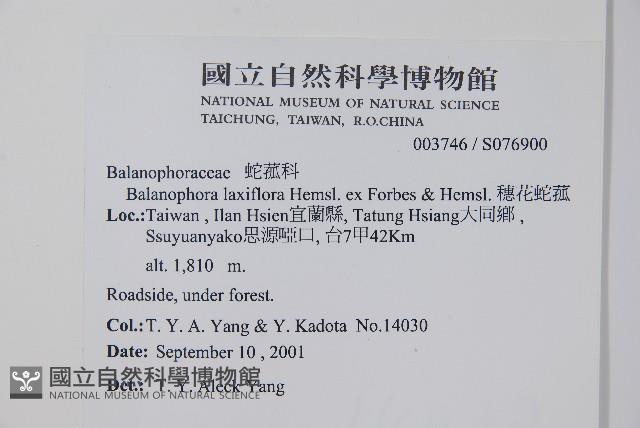 國立自然科學博物館
NATIONAL MUSEUM OF NATURAL SCIENCE
TAICHUNG, TAIWAN, R.O.CHINA
003746 / S076900
Balanophoraceae 蛇菰科
Balanophora laxiflora Hemsl. ex Forbes & Hemsl. 穗花蛇菰
Loc.:Taiwan , Ilan Hsien宜蘭縣, Tatung Hsiang大同鄉 ,
Ssuyuanyako思源啞口, 台7甲42Km
alt. 1,810 m.
Roadside, under forest.
Col.: T. Y. A. Yang & Y. Kadota No.14030
Date: September 10 , 2001
Det.: T. Y. Aleck Yang
國立自然科學博物館
NATIONAL MUSEUM OF NATURAL SCIENCE